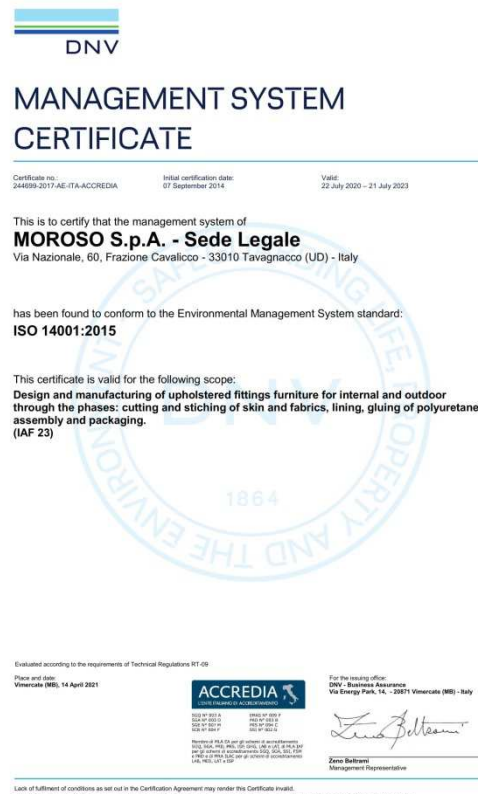 DNV
MANAGEMENT SYSTEM
CERTIFICATE
Certificate no.:
244699-2017-AE-ITA-ACCREDIA
Initial certification date:
07 September 2014
Valid:
22 July 2020 – 21 July 2023
This is to certify that the management system of
MOROSO S.p.A. - Sede Legale
Via Nazionale, 60, Frazione Cavalicco - 33010 Tavagnacco (UD) - Italy
has been found to conform to the Environmental Management System standard:
ISO 14001:2015
This certificate is valid for the following scope:
Design and manufacturing of upholstered fittings furniture for internal and outdoor
through the phases: cutting and stiching of skin and fabrics, lining, gluing of polyuretane
assembly and packaging.
(IAF 23)
DNV
1864
Evaluated according to the requirements of Technical Regulations RT-09
Place and date:
Vimercate (MB), 14 April 2021
ACCREDIA
L'ENTE ITALIANO DI ACCREDITAMENTO
For the issuing office:
DNV - Business Assurance
Via Energy Park, 14, - 20871 Vimercate (MB) - Italy
Zeno Beltrami
Zeno Beltrami
Management Representative
Lack of fulfilment of conditions as set out in the Certification Agreement may render this Certificate invalid.